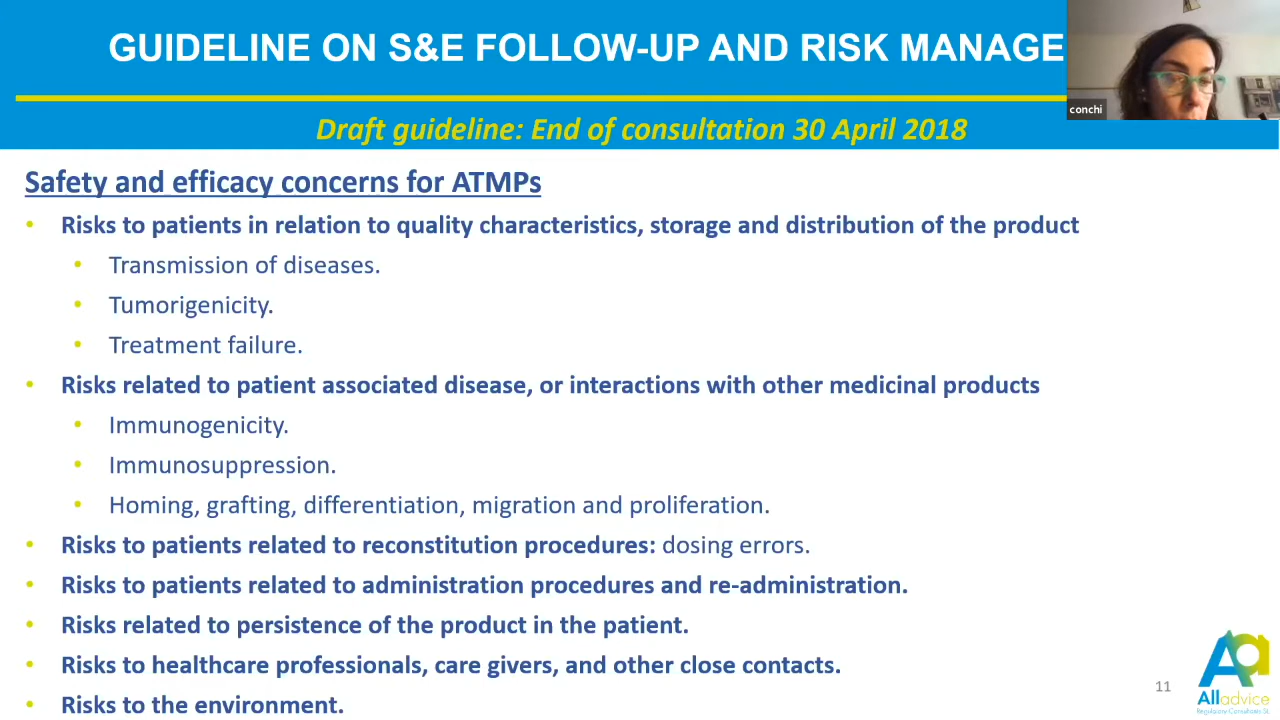 GUIDELINE ON S&E FOLLOW-UP AND RISK MANAGE
conchi
Draft guideline: End of consultation 30 April 2018
Safety and efficacy concerns for ATMPs
• Risks to patients in relation to quality characteristics, storage and distribution of the product
• Transmission of diseases.
• Tumorigenicity.
• Treatment failure.
• Risks related to patient associated disease, or interactions with other medicinal products
• Immunogenicity.
• Immunosuppression.
• Homing, grafting, differentiation, migration and proliferation.
• Risks to patients related to reconstitution procedures: dosing errors.
• Risks to patients related to administration procedures and re-administration.
• Risks related to persistence of the product in the patient.
• Risks to healthcare professionals, care givers, and other close contacts.
• Risks to the environment.
11
Alladvice
Regulatory Consultants SL